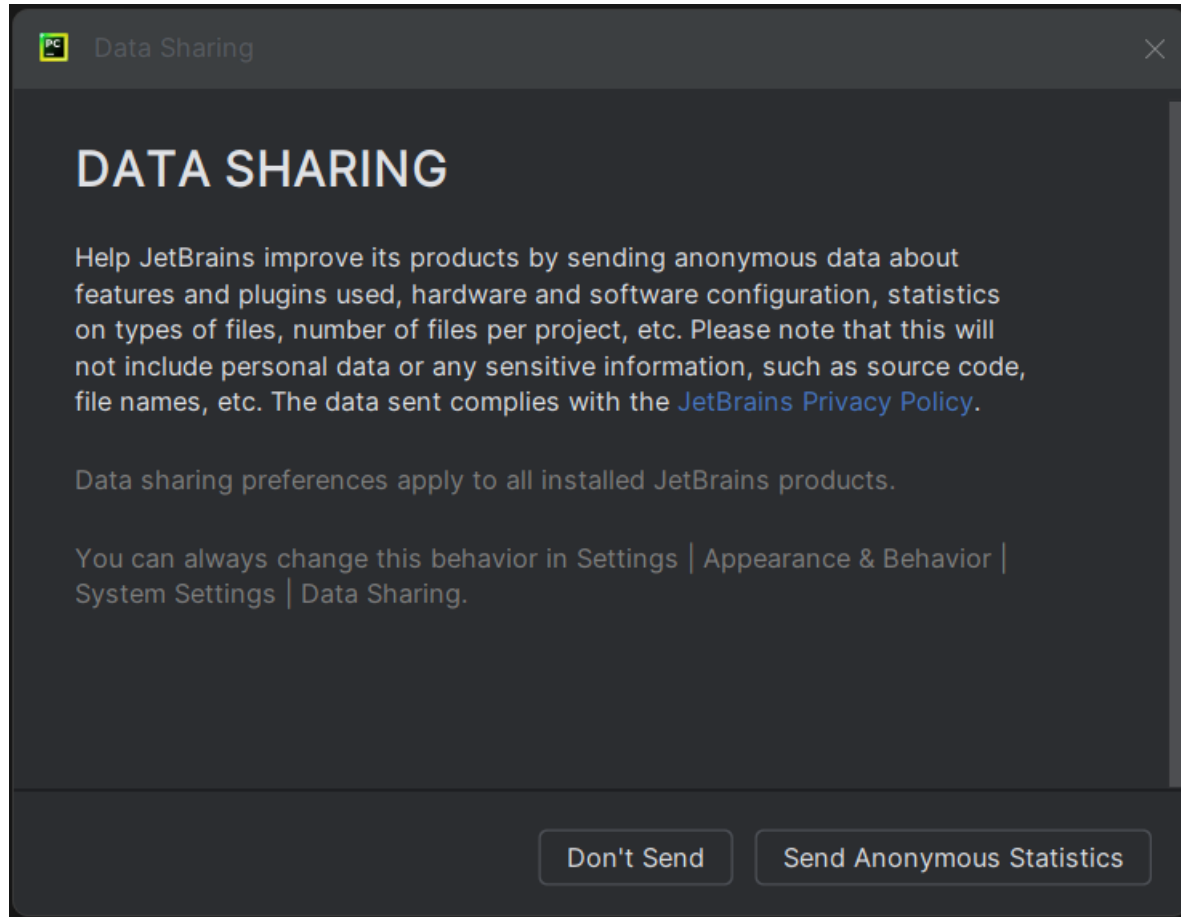 PC
Data Sharing
DATA SHARING
Help JetBrains improve its products by sending anonymous data about
features and plugins used, hardware and software configuration, statistics
on types of files, number of files per project, etc. Please note that this will
not include personal data or any sensitive information, such as source code,
file names, etc. The data sent complies with the JetBrains Privacy Policy.
Data sharing preferences apply to all installed JetBrains products.
You can always change this behavior in Settings | Appearance & Behavior |
System Settings | Data Sharing.
Don't Send
Send Anonymous Statistics